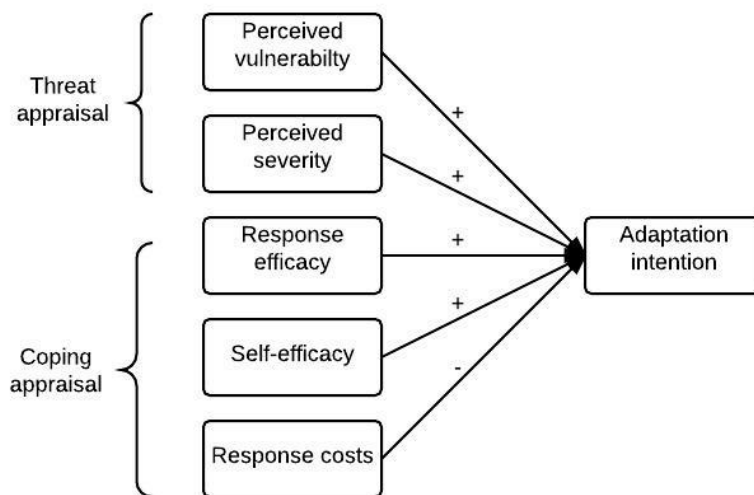 Perceived
vulnerabilty
Threat
appraisal
+
Perceived
severity
+
Response
efficacy
+
Adaptation
intention
+
Self-efficacy
Coping
appraisal
-
Response costs